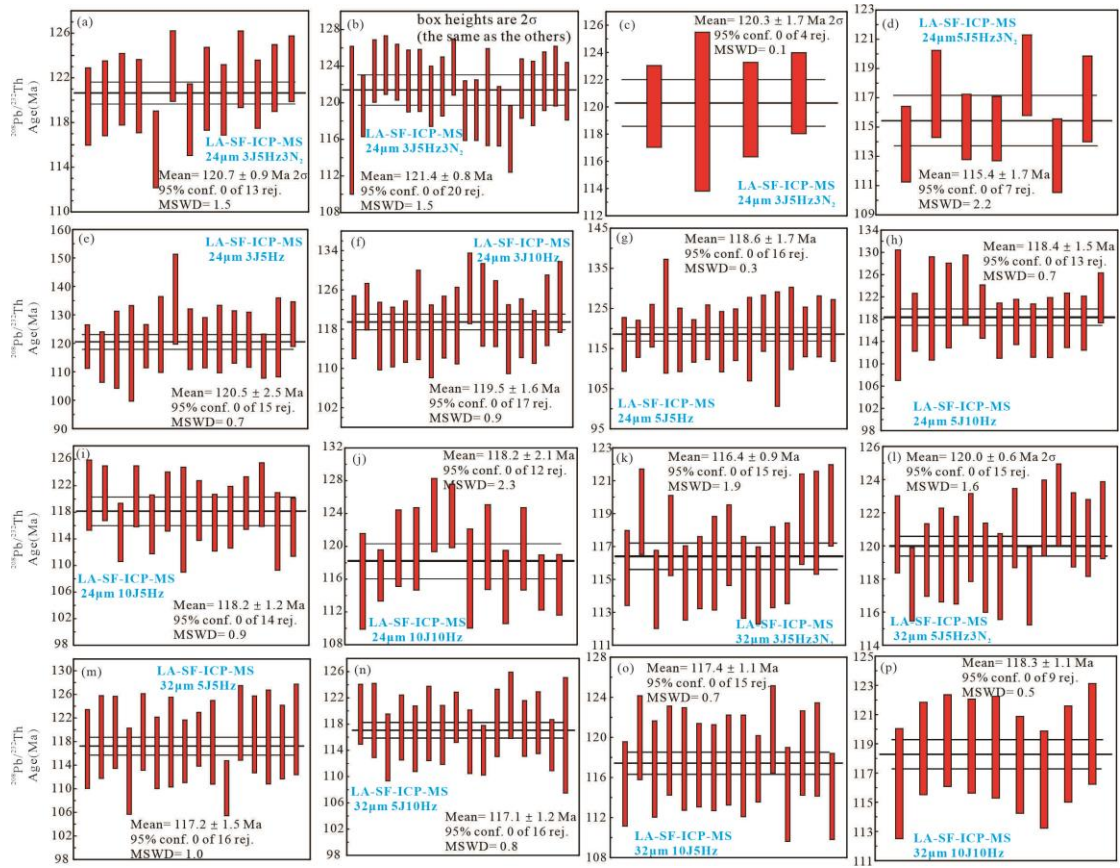 ²⁰⁸Pb/²³²Th
Age(Ma)
(a)
126
122
118
114
110
LA-SF-ICP-MS
24μm 3J5Hz3N₂
Mean= 120.7 ± 0.9 Ma 2σ
95% conf. 0 of 13 rej.
MSWD= 1.5
(b)
box heights are 2σ
(the same as the others)
128
124
120
116
112
108
LA-SF-ICP-MS
24μm 3J5Hz3N₂
Mean= 121.4 ± 0.8 Ma
95% conf. 0 of 20 rej.
MSWD= 1.5
(c)
Mean= 120.3 ± 1.7 Ma 2σ
95% conf. 0 of 4 rej.
MSWD= 0.1
126
124
122
120
118
116
114
112
LA-SF-ICP-MS
24μm 3J5Hz3N₂
(d)
LA-SF-ICP-MS
24μm5J5Hz3N₂
122
120
118
116
114
112
110
108
Mean= 115.4 ± 1.7 Ma
95% conf. 0 of 7 rej.
MSWD= 2.2
²⁰⁸Pb/²³²Th
Age(Ma)
(e)
LA-SF-ICP-MS
24μm 3J5Hz
160
150
140
130
120
110
100
90
Mean= 120.5 ± 2.5 Ma
95% conf. 0 of 15 rej.
MSWD= 0.7
(f)
LA-SF-ICP-MS
24μm 3J10Hz
134
126
118
110
102
Mean= 119.5 ± 1.6 Ma
95% conf. 0 of 17 rej.
MSWD= 0.9
(g)
Mean= 118.6 ± 1.7 Ma
95% conf. 0 of 16 rej.
MSWD= 0.3
145
135
125
115
105
95
LA-SF-ICP-MS
24μm 5J5Hz
(h)
Mean= 118.4 ± 1.5 Ma
95% conf. 0 of 13 rej.
MSWD= 0.7
134
128
122
116
110
104
98
LA-SF-ICP-MS
24μm 5J10Hz
²⁰⁸Pb/²³²Th
Age(Ma)
(i)
128
122
116
110
104
98
LA-SF-ICP-MS
24μm 10J5Hz
Mean= 118.2 ± 1.2 Ma
95% conf. 0 of 14 rej.
MSWD= 0.9
(j)
Mean= 118.2 ± 2.1 Ma
95% conf. 0 of 12 rej.
MSWD= 2.3
132
128
124
120
116
112
108
LA-SF-ICP-MS
24μm 10J10Hz
(k)
Mean= 116.4 ± 0.9 Ma
95% conf. 0 of 15 rej.
MSWD= 1.9
123
121
119
117
115
113
111
LA-SF-ICP-MS
32μm 3J5Hz3N₂
(l)
Mean= 120.0 ± 0.6 Ma 2σ
95% conf. 0 of 15 rej.
MSWD= 1.6
126
124
122
120
118
116
114
LA-SF-ICP-MS
32μm 5J5Hz3N₂
²⁰⁸Pb/²³²Th
Age(Ma)
(m)
LA-SF-ICP-MS
32μm 5J5Hz
130
126
122
118
114
110
106
102
98
Mean= 117.2 ± 1.5 Ma
95% conf. 0 of 16 rej.
MSWD= 1.0
(n)
128
122
116
110
104
98
LA-SF-ICP-MS
32μm 5J10Hz
Mean= 117.1 ± 1.2 Ma
95% conf. 0 of 16 rej.
MSWD= 0.8
(o)
Mean= 117.4 ± 1.1 Ma
95% conf. 0 of 15 rej.
MSWD= 0.7
128
124
120
116
112
108
LA-SF-ICP-MS
32μm 10J5Hz
(p)
Mean= 118.3 ± 1.1 Ma
95% conf. 0 of 9 rej.
MSWD= 0.5
125
123
121
119
117
115
113
111
LA-SF-ICP-MS
32μm 10J10Hz